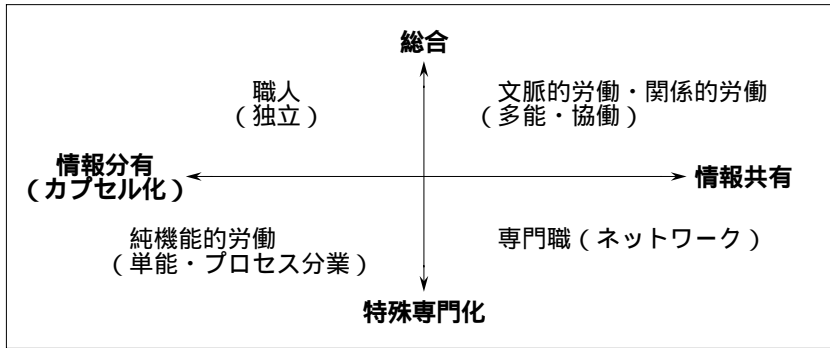 総合
職人
（独立）
文脈的労働・関係的労働
（多能・協働）
情報分有
（カプセル化）
情報共有
純機能的労働
（単能・プロセス分業）
専門職（ネットワーク）
特殊専門化